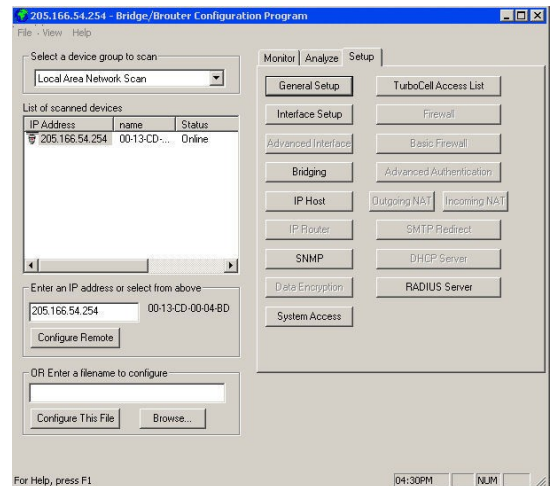 205.166.54.254 - Bridge/Brouter Configuration Program
File View Help
Select a device group to scan
Local Area Network Scan
List of scanned devices
IP Address name Status
205.166.54.254 00-13-CD-... Online
Enter an IP address or select from above
205.166.54.254 00-13-CD-00-04-BD
Configure Remote
OR Enter a filename to configure
Configure This File Browse...
Monitor Analyze Setup
General Setup TurboCell Access List
Interface Setup Firewall
Advanced Interface Basic Firewall
Bridging Advanced Authentication
IP Host Outgoing NAT Incoming NAT
IP Router SMTP Redirect
SNMP DHCP Server
Data Encryption RADIUS Server
System Access
For Help, press F1 04:30PM NUM